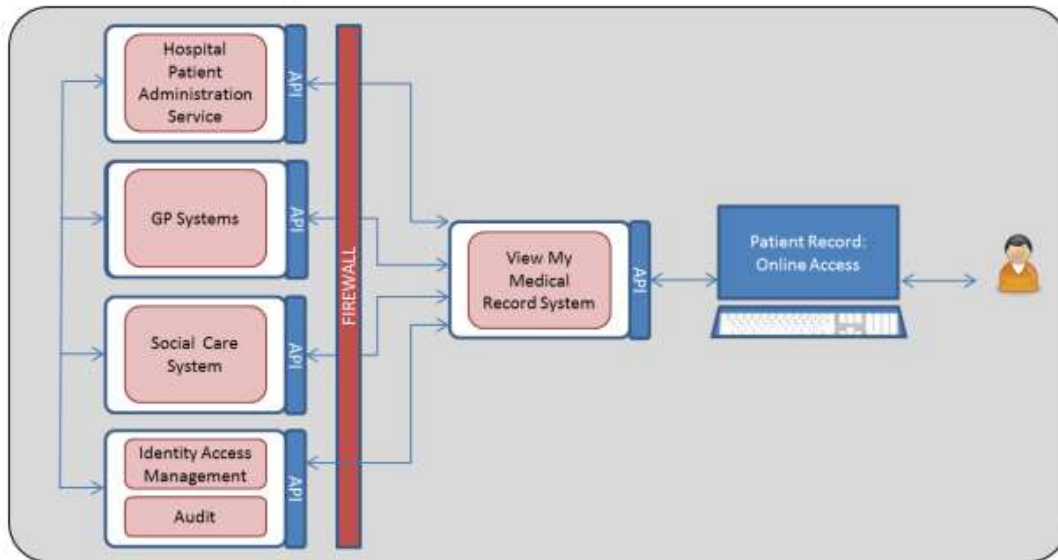 Hospital
Patient
Administration
Service
API
GP Systems
API
Social Care
System
API
Identity Access
Management
Audit
API
FIREWALL
View My
Medical
Record System
API
Patient Record:
Online Access